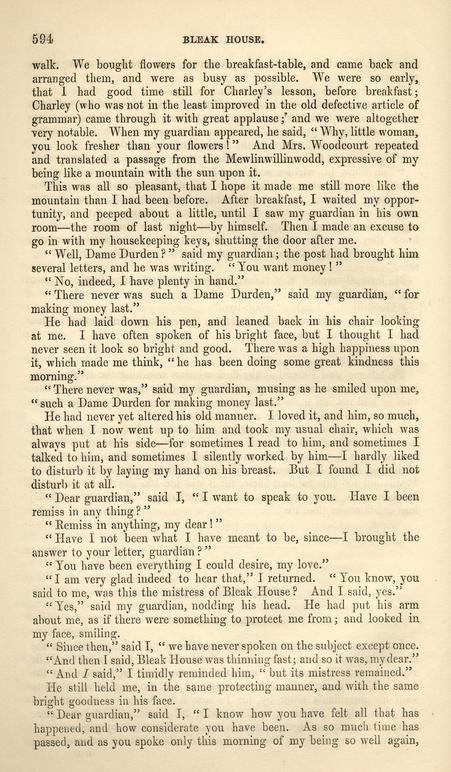 594 BLEAK HOUSE.
walk. We bought flowers for the breakfast-table, and came back and
arranged them, and were as busy as possible. We were so early,
that I had good time still for Charley's lesson, before breakfast;
Charley (who was not in the least improved in the old defective article of
grammar) came through it with great applause; and we were altogether
very notable. When my guardian appeared, he said, "Why, little woman,
you look fresher than your flowers!" And Mrs. Woodcourt repeated
and translated a passage from the Mewlinwillinwodd, expressive of my
being like a mountain with the sun upon it.
This was all so pleasant, that I hope it made me still more like the
mountain than I had been before. After breakfast, I waited my oppor-
tunity, and peeped about a little, until I saw my guardian in his own
room—the room of last night—by himself. Then I made an excuse to
go in with my housekeeping keys, shutting the door after me.
"Well, Dame Durden?" said my guardian; the post had brought him
several letters, and he was writing. "You want money!"
"No, indeed, I have plenty in hand."
"There never was such a Dame Durden," said my guardian, "for
making money last."
He had laid down his pen, and leaned back in his chair looking
at me. I have often spoken of his bright face, but I thought I had
never seen it look so bright and good. There was a high happiness upon
it, which made me think, "he has been doing some great kindness this
morning."
"There never was," said my guardian, musing as he smiled upon me,
"such a Dame Durden for making money last."
He had never yet altered his old manner. I loved it, and him, so much,
that when I now went up to him and took my usual chair, which was
always put at his side—for sometimes I read to him, and sometimes I
talked to him, and sometimes I silently worked by him—I hardly liked
to disturb it by laying my hand on his breast. But I found I did not
disturb it at all.
"Dear guardian," said I, "I want to speak to you. Have I been
remiss in any thing?"
"Remiss in anything, my dear!"
"Have I not been what I have meant to be, since—I brought the
answer to your letter, guardian?"
"You have been everything I could desire, my love."
"I am very glad indeed to hear that," I returned. "You know, you
said to me, was this the mistress of Bleak House? And I said, yes."
"Yes," said my guardian, nodding his head. He had put his arm
about me, as if there were something to protect me from; and looked in
my face, smiling.
"Since then," said I, "we have never spoken on the subject except once.
"And then I said, Bleak House was thinning fast; and so it was, my dear."
"And I said," I timidly reminded him, "but its mistress remained."
He still held me, in the same protecting manner, and with the same
bright goodness in his face.
"Dear guardian," said I, "I know how you have felt all that has
happened, and how considerate you have been. As so much time has
passed, and as you spoke only this morning of my being so well again,